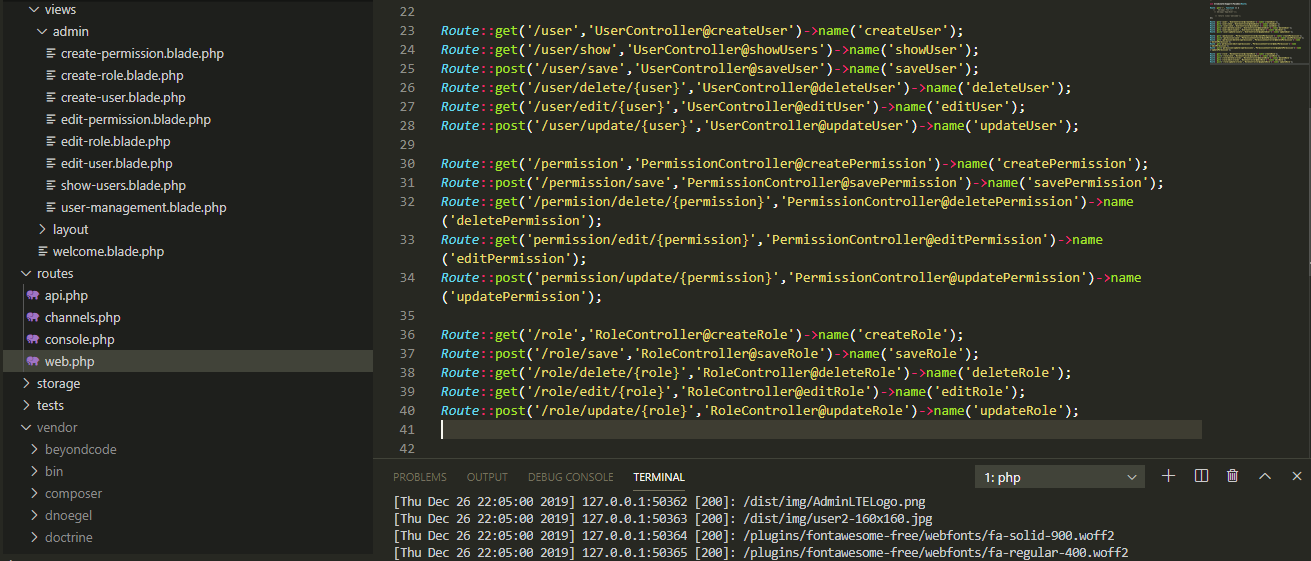 views
admin
create-permission.blade.php
create-role.blade.php
create-user.blade.php
edit-permission.blade.php
edit-role.blade.php
edit-user.blade.php
show-users.blade.php
user-management.blade.php
layout
welcome.blade.php
routes
api.php
channels.php
console.php
web.php
storage
tests
vendor
beyondcode
bin
composer
dnoegel
doctrine
22
23 Route::get('/user','UserController@createUser')->name('createUser');
24 Route::get('/user/show','UserController@showUsers')->name('showUser');
25 Route::post('/user/save','UserController@saveUser')->name('saveUser');
26 Route::get('/user/delete/{user}','UserController@deleteUser')->name('deleteUser');
27 Route::get('/user/edit/{user}','UserController@editUser')->name('editUser');
28 Route::post('/user/update/{user}','UserController@updateUser')->name('updateUser');
29
30 Route::get('/permission','PermissionController@createPermission')->name('createPermission');
31 Route::post('/permission/save','PermissionController@savePermission')->name('savePermission');
32 Route::get('/permision/delete/{permission}','PermissionController@deletePermission')->name
('deletePermission');
33 Route::get('permission/edit/{permission}','PermissionController@editPermission')->name
('editPermission');
34 Route::post('permission/update/{permission}','PermissionController@updatePermission')->name
('updatePermission');
35
36 Route::get('/role','RoleController@createRole')->name('createRole');
37 Route::post('/role/save','RoleController@saveRole')->name('saveRole');
38 Route::get('/role/delete/{role}','RoleController@deleteRole')->name('deleteRole');
39 Route::get('/role/edit/{role}','RoleController@editRole')->name('editRole');
40 Route::post('/role/update/{role}','RoleController@updateRole')->name('updateRole');
41
42
PROBLEMS OUTPUT DEBUG CONSOLE TERMINAL 1: php
[Thu Dec 26 22:05:00 2019] 127.0.0.1:50362 [200]: /dist/img/AdminLTELogo.png
[Thu Dec 26 22:05:00 2019] 127.0.0.1:50363 [200]: /dist/img/user2-160x160.jpg
[Thu Dec 26 22:05:00 2019] 127.0.0.1:50364 [200]: /plugins/fontawesome-free/webfonts/fa-solid-900.woff2
[Thu Dec 26 22:05:00 2019] 127.0.0.1:50365 [200]: /plugins/fontawesome-free/webfonts/fa-regular-400.woff2